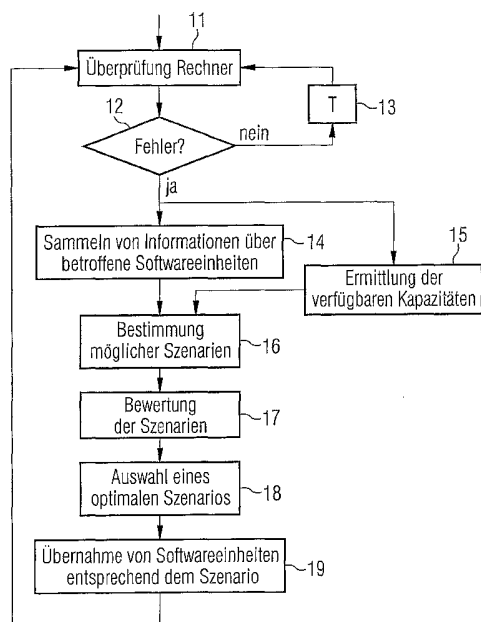 11
Überprüfung Rechner
T
13
12
Fehler?
nein
ja
Sammeln von Informationen über
betroffene Softwareeinheiten
14
15
Ermittlung der
verfügbaren Kapazitäten
Bestimmung
möglicher Szenarien
16
Bewertung
der Szenarien
17
Auswahl eines
optimalen Szenarios
18
Übernahme von Softwareeinheiten
entsprechend dem Szenario
19